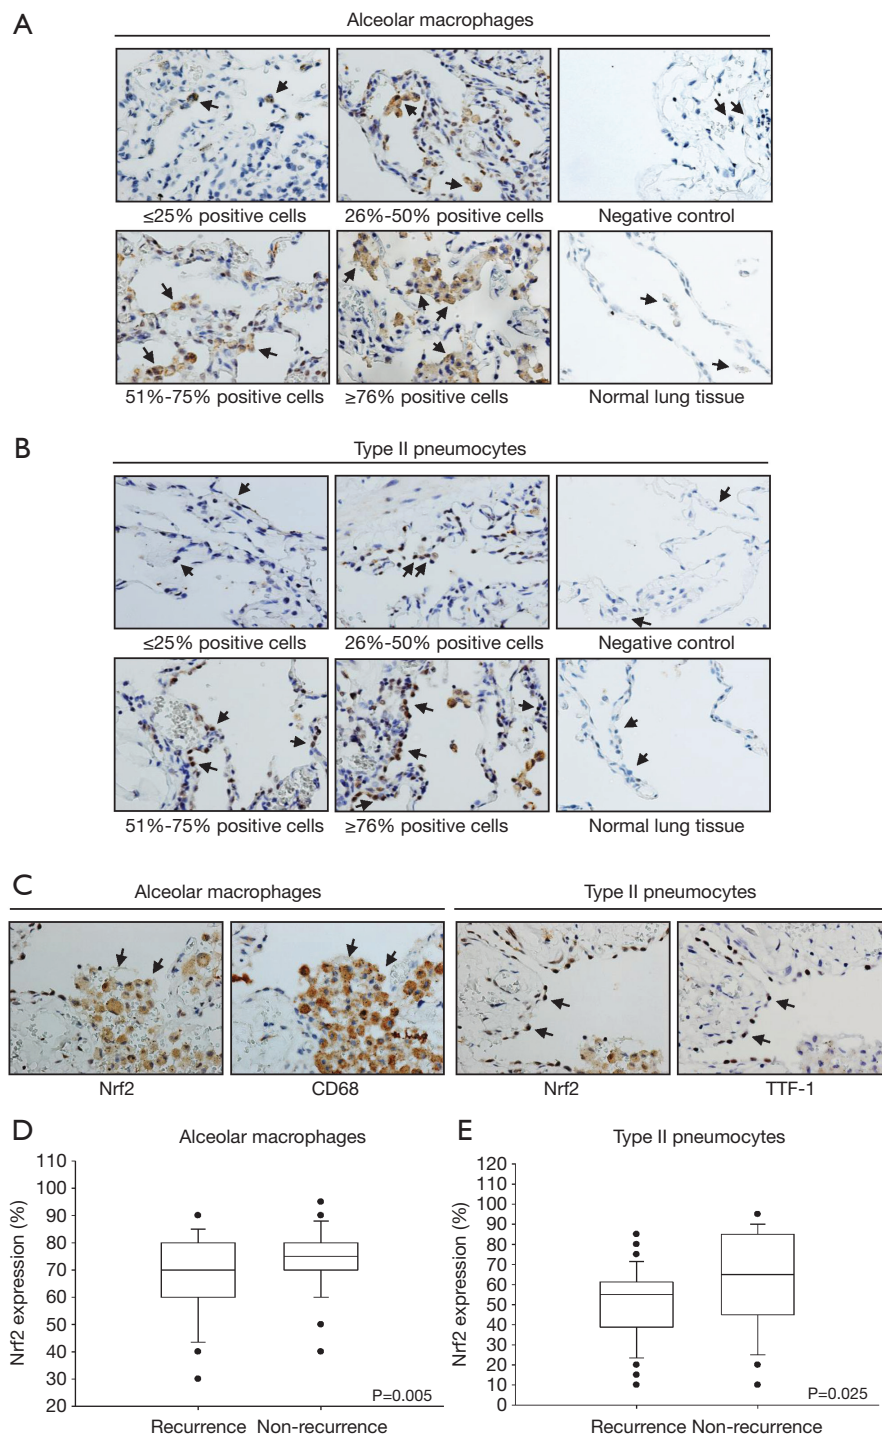 A
Alceolar macrophages
≤25% positive cells
26%-50% positive cells
Negative control
51%-75% positive cells
≥76% positive cells
Normal lung tissue
B
Type II pneumocytes
≤25% positive cells
26%-50% positive cells
Negative control
51%-75% positive cells
≥76% positive cells
Normal lung tissue
C
Alceolar macrophages
Type II pneumocytes
Nrf2
CD68
Nrf2
TTF-1
D
Alceolar macrophages
Nrf2 expression (%)
110
100
90
80
70
60
50
40
30
20
P=0.005
Recurrence
Non-recurrence
E
Type II pneumocytes
Nrf2 expression (%)
120
110
100
90
80
70
60
50
40
30
20
10
0
P=0.025
Recurrence
Non-recurrence